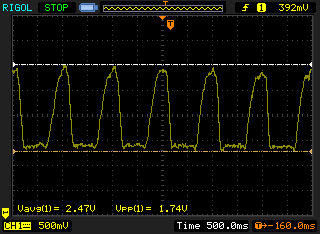 RIGOL STOP T f 1 392mV
T
Vavg(1)= 2.47V Vpp(1)= 1.74V
CH1 500mV Time 500.0ms T→-160.0ms